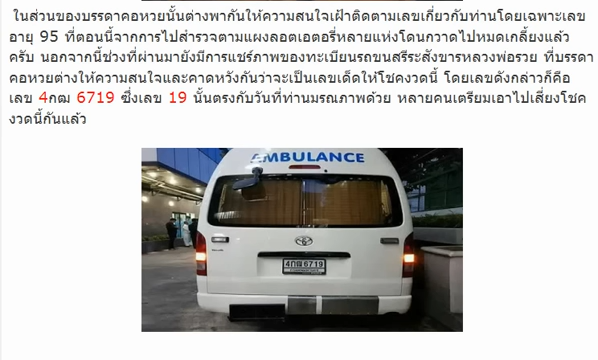 ในส่วนของบรรดาคอหวยนั้นต่างพากันให้ความสนใจเฝ้าติดตามเลขเกี่ยวกับท่านโดยเฉพาะเลข
อายุ 95 ที่ตอนนี้จากการไปสำรวจตามแผงลอตเอตอรี่หลายแห่งโดนกวาดไปหมดเกลี้ยงแล้ว
ครับ นอกจากนี้ช่วงที่ผ่านมายังมีการแชร์ภาพของทะเบียนรถขนสรีระสังขารหลวงพ่อรวย ที่บรรดา
คอหวยต่างให้ความสนใจและคาดหวังกันว่าจะเป็นเลขเด็ดให้โชคงวดนี้ โดยเลขดังกล่าวก็คือ
เลข 4กฒ 6719 ซึ่งเลข 19 นั้นตรงกับวันที่ท่านมรณภาพด้วย หลายคนเตรียมเอาไปเสี่ยงโชค
งวดนี้กันแล้ว
AMBULANCE
4กฒ6719